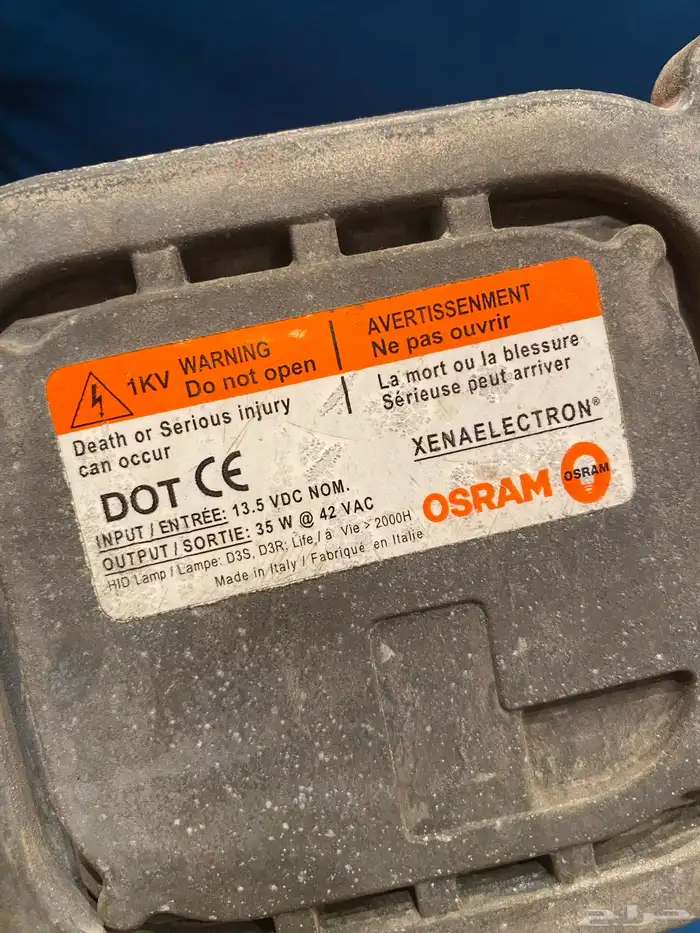 1KV WARNING
Do not open
AVERTISSENMENT
Ne pas ouvrir
Death or Serious injury
can occur
La mort ou la blessure
Sérieuse peut arriver
DOT CE
XENAELECTRON®
INPUT / ENTRÉE: 13.5 VDC NOM.
OUTPUT / SORTIE: 35 W @ 42 VAC
HID Lamp / Lampe: D3S, D3R; Life / à Vie > 2000H
Made in Italy / Fabriqué en Italie
OSRAM
OSRAM
حراج